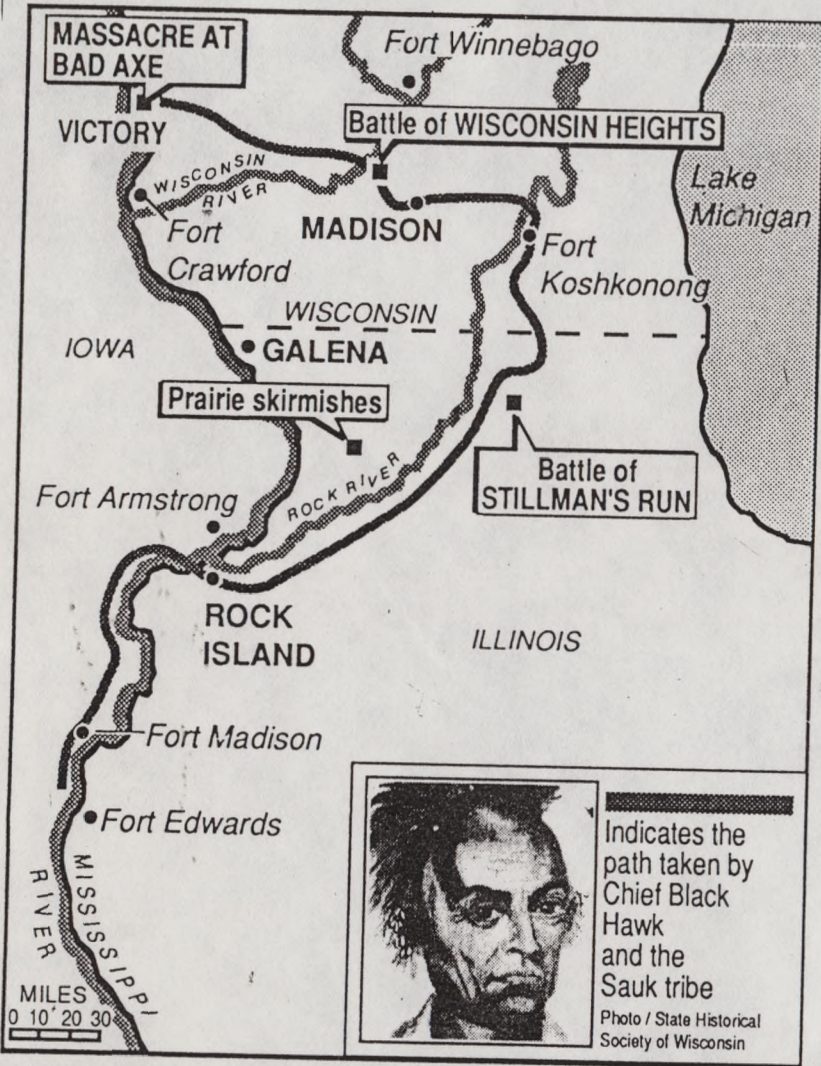 MASSACRE AT
BAD AXE
Fort Winnebago
VICTORY
Battle of WISCONSIN HEIGHTS
WISCONSIN
RIVER
Lake
Michigan
MADISON
Fort
Crawford
Fort
Koshkonong
WISCONSIN
IOWA
GALENA
Prairie skirmishes
Battle of
STILLMAN'S RUN
ROCK RIVER
Fort Armstrong
ROCK
ISLAND
ILLINOIS
Fort Madison
Fort Edwards
MISSISSIPPI
RIVER
MILES
0 10 20 30
Indicates the
path taken by
Chief Black
Hawk
and the
Sauk tribe
Photo / State Historical
Society of Wisconsin